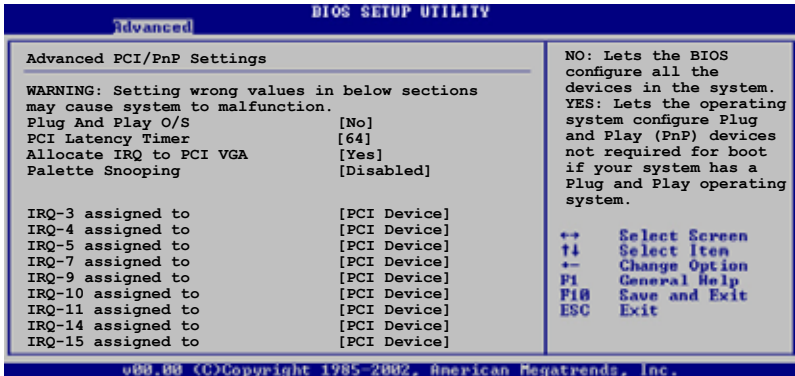 BIOS SETUP UTILITY
Advanced
Advanced PCI/PnP Settings
WARNING: Setting wrong values in below sections
may cause system to malfunction.
Plug And Play O/S [No]
PCI Latency Timer [64]
Allocate IRQ to PCI VGA [Yes]
Palette Snooping [Disabled]
IRQ-3 assigned to [PCI Device]
IRQ-4 assigned to [PCI Device]
IRQ-5 assigned to [PCI Device]
IRQ-7 assigned to [PCI Device]
IRQ-9 assigned to [PCI Device]
IRQ-10 assigned to [PCI Device]
IRQ-11 assigned to [PCI Device]
IRQ-14 assigned to [PCI Device]
IRQ-15 assigned to [PCI Device]
NO: Lets the BIOS
configure all the
devices in the system.
YES: Lets the operating
system configure Plug
and Play (PnP) devices
not required for boot
if your system has a
Plug and Play operating
system.
↔ Select Screen
↑↓ Select Item
+- Change Option
F1 General Help
F10 Save and Exit
ESC Exit
v00.00 (C)Copyright 1985-2002, American Megatrends, Inc.